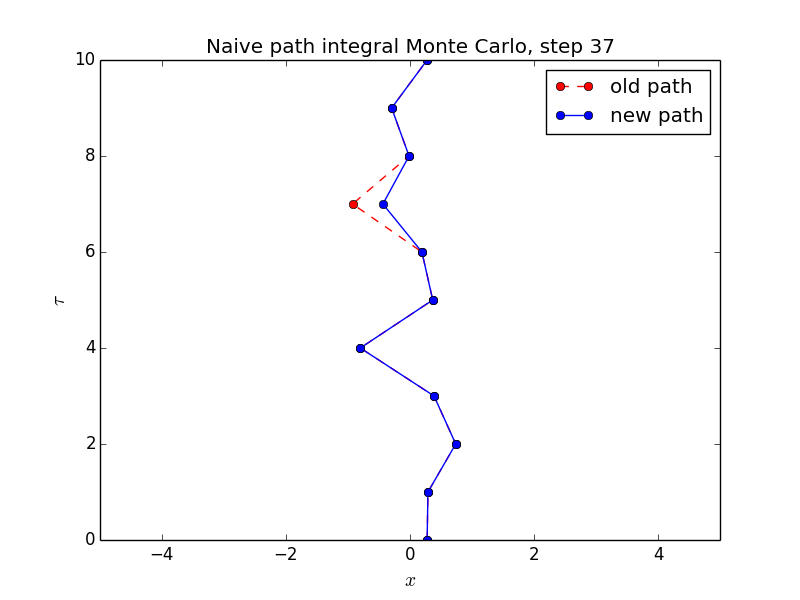 Naive path integral Monte Carlo, step 37
old path
new path
10
8
6
4
2
0
τ
−4
−2
0
2
4
x